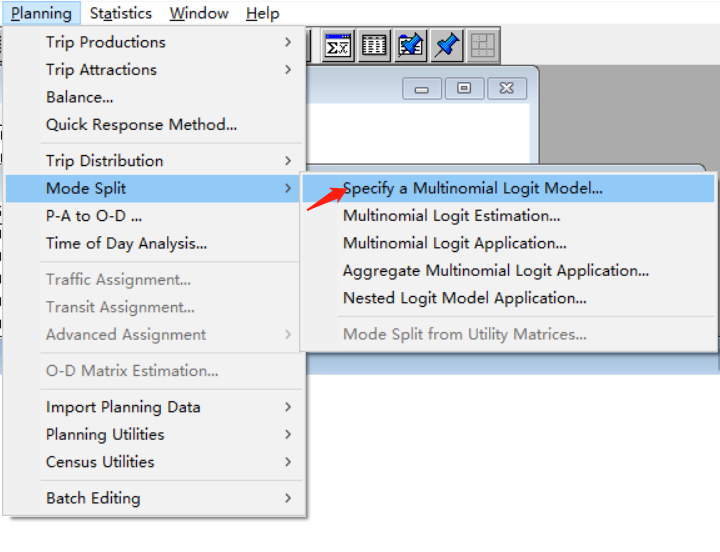 Planning Statistics Window Help
Trip Productions
Trip Attractions
Balance...
Quick Response Method...
Trip Distribution
Mode Split
P-A to O-D ...
Time of Day Analysis...
Traffic Assignment...
Transit Assignment...
Advanced Assignment
O-D Matrix Estimation...
Import Planning Data
Planning Utilities
Census Utilities
Batch Editing
Specify a Multinomial Logit Model...
Multinomial Logit Estimation...
Multinomial Logit Application...
Aggregate Multinomial Logit Application...
Nested Logit Model Application...
Mode Split from Utility Matrices...